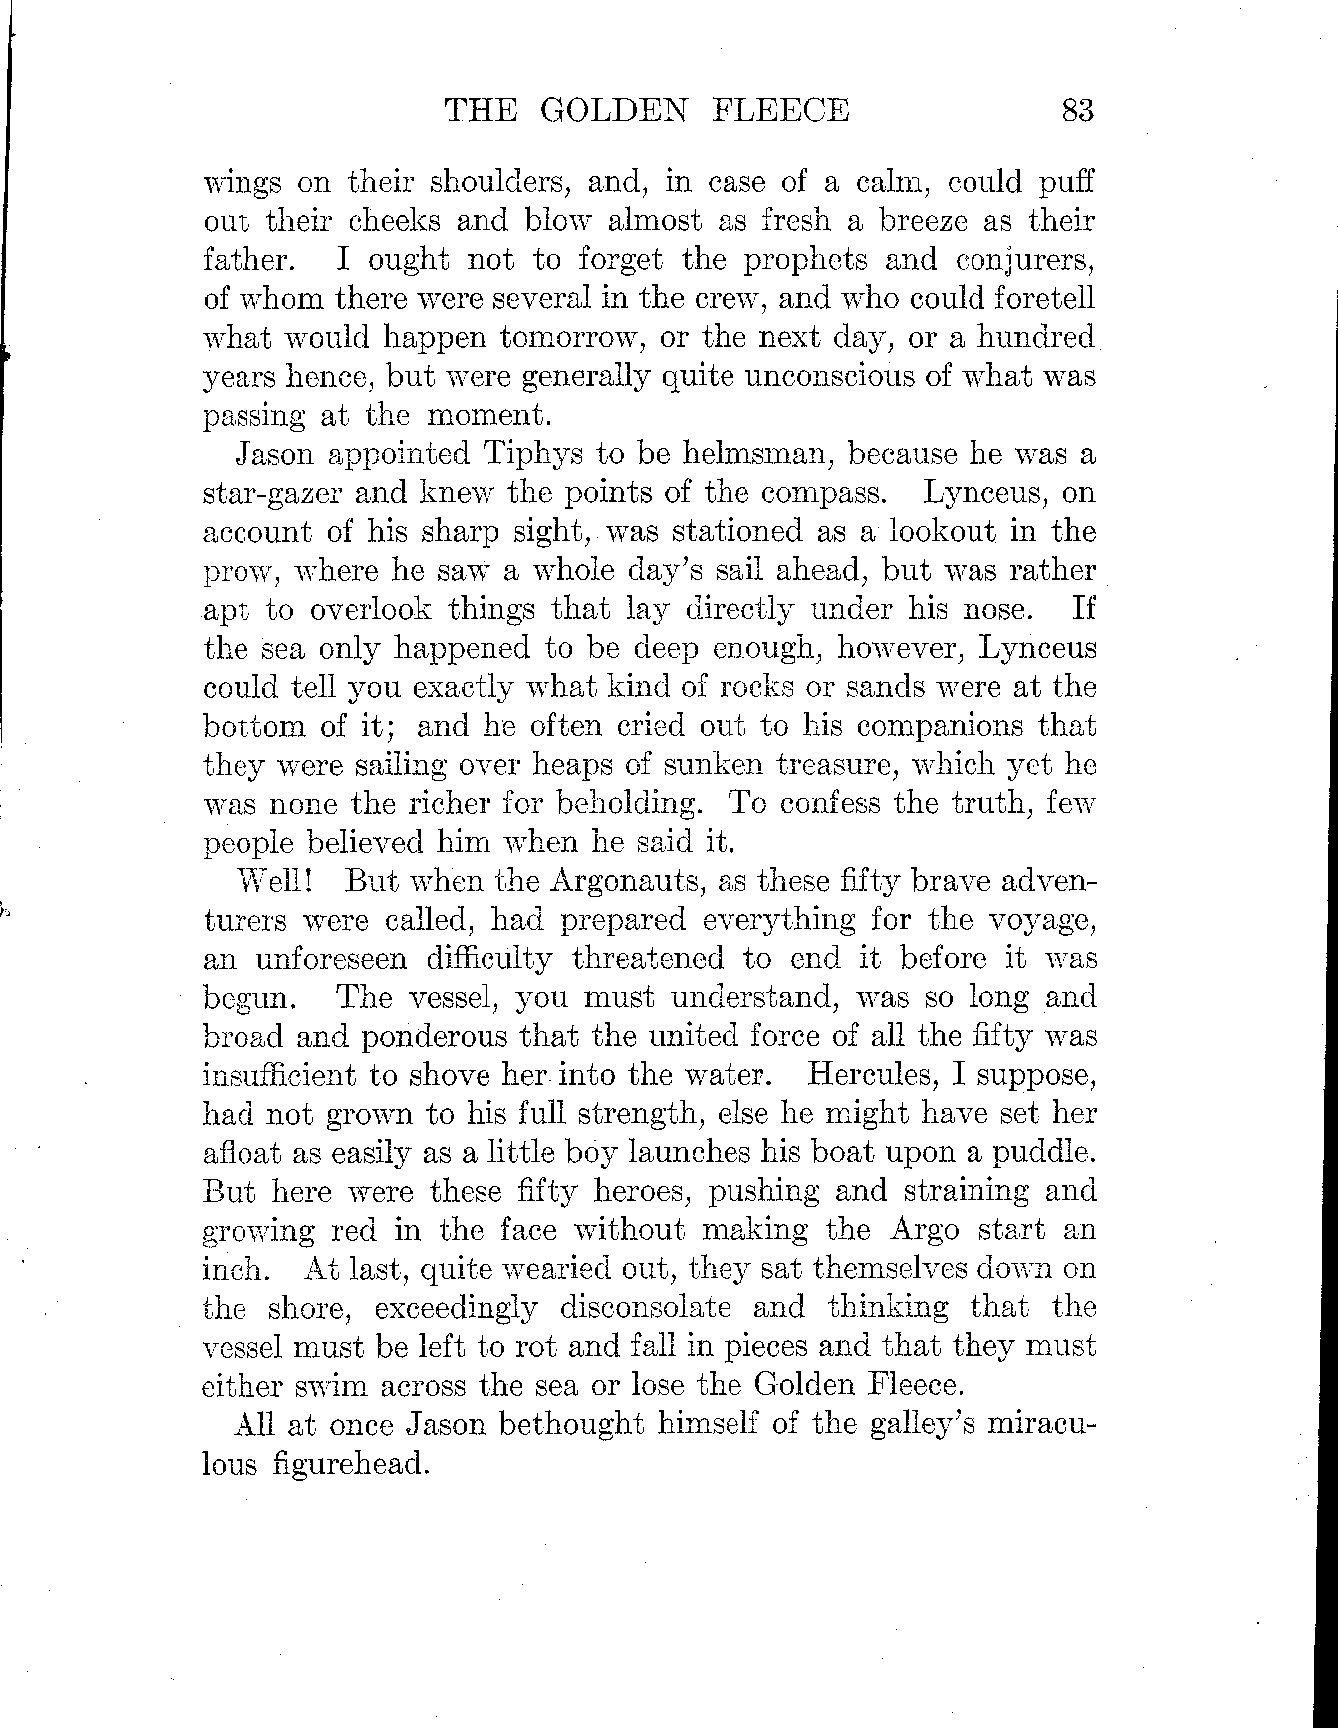 THE GOLDEN FLEECE 83
wings on their shoulders, and, in case of a calm, could puff
out their cheeks and blow almost as fresh a breeze as their
father. I ought not to forget the prophets and conjurers,
of whom there were several in the crew, and who could foretell
what would happen tomorrow, or the next day, or a hundred
years hence, but were generally quite unconscious of what was
passing at the moment.
Jason appointed Tiphys to be helmsman, because he was a
star-gazer and knew the points of the compass. Lynceus, on
account of his sharp sight, was stationed as a lookout in the
prow, where he saw a whole day's sail ahead, but was rather
apt to overlook things that lay directly under his nose. If
the sea only happened to be deep enough, however, Lynceus
could tell you exactly what kind of rocks or sands were at the
bottom of it; and he often cried out to his companions that
they were sailing over heaps of sunken treasure, which yet he
was none the richer for beholding. To confess the truth, few
people believed him when he said it.
Well! But when the Argonauts, as these fifty brave adven-
turers were called, had prepared everything for the voyage,
an unforeseen difficulty threatened to end it before it was
begun. The vessel, you must understand, was so long and
broad and ponderous that the united force of all the fifty was
insufficient to shove her into the water. Hercules, I suppose,
had not grown to his full strength, else he might have set her
afloat as easily as a little boy launches his boat upon a puddle.
But here were these fifty heroes, pushing and straining and
growing red in the face without making the Argo start an
inch. At last, quite wearied out, they sat themselves down on
the shore, exceedingly disconsolate and thinking that the
vessel must be left to rot and fall in pieces and that they must
either swim across the sea or lose the Golden Fleece.
All at once Jason bethought himself of the galley's miracu-
lous figurehead.